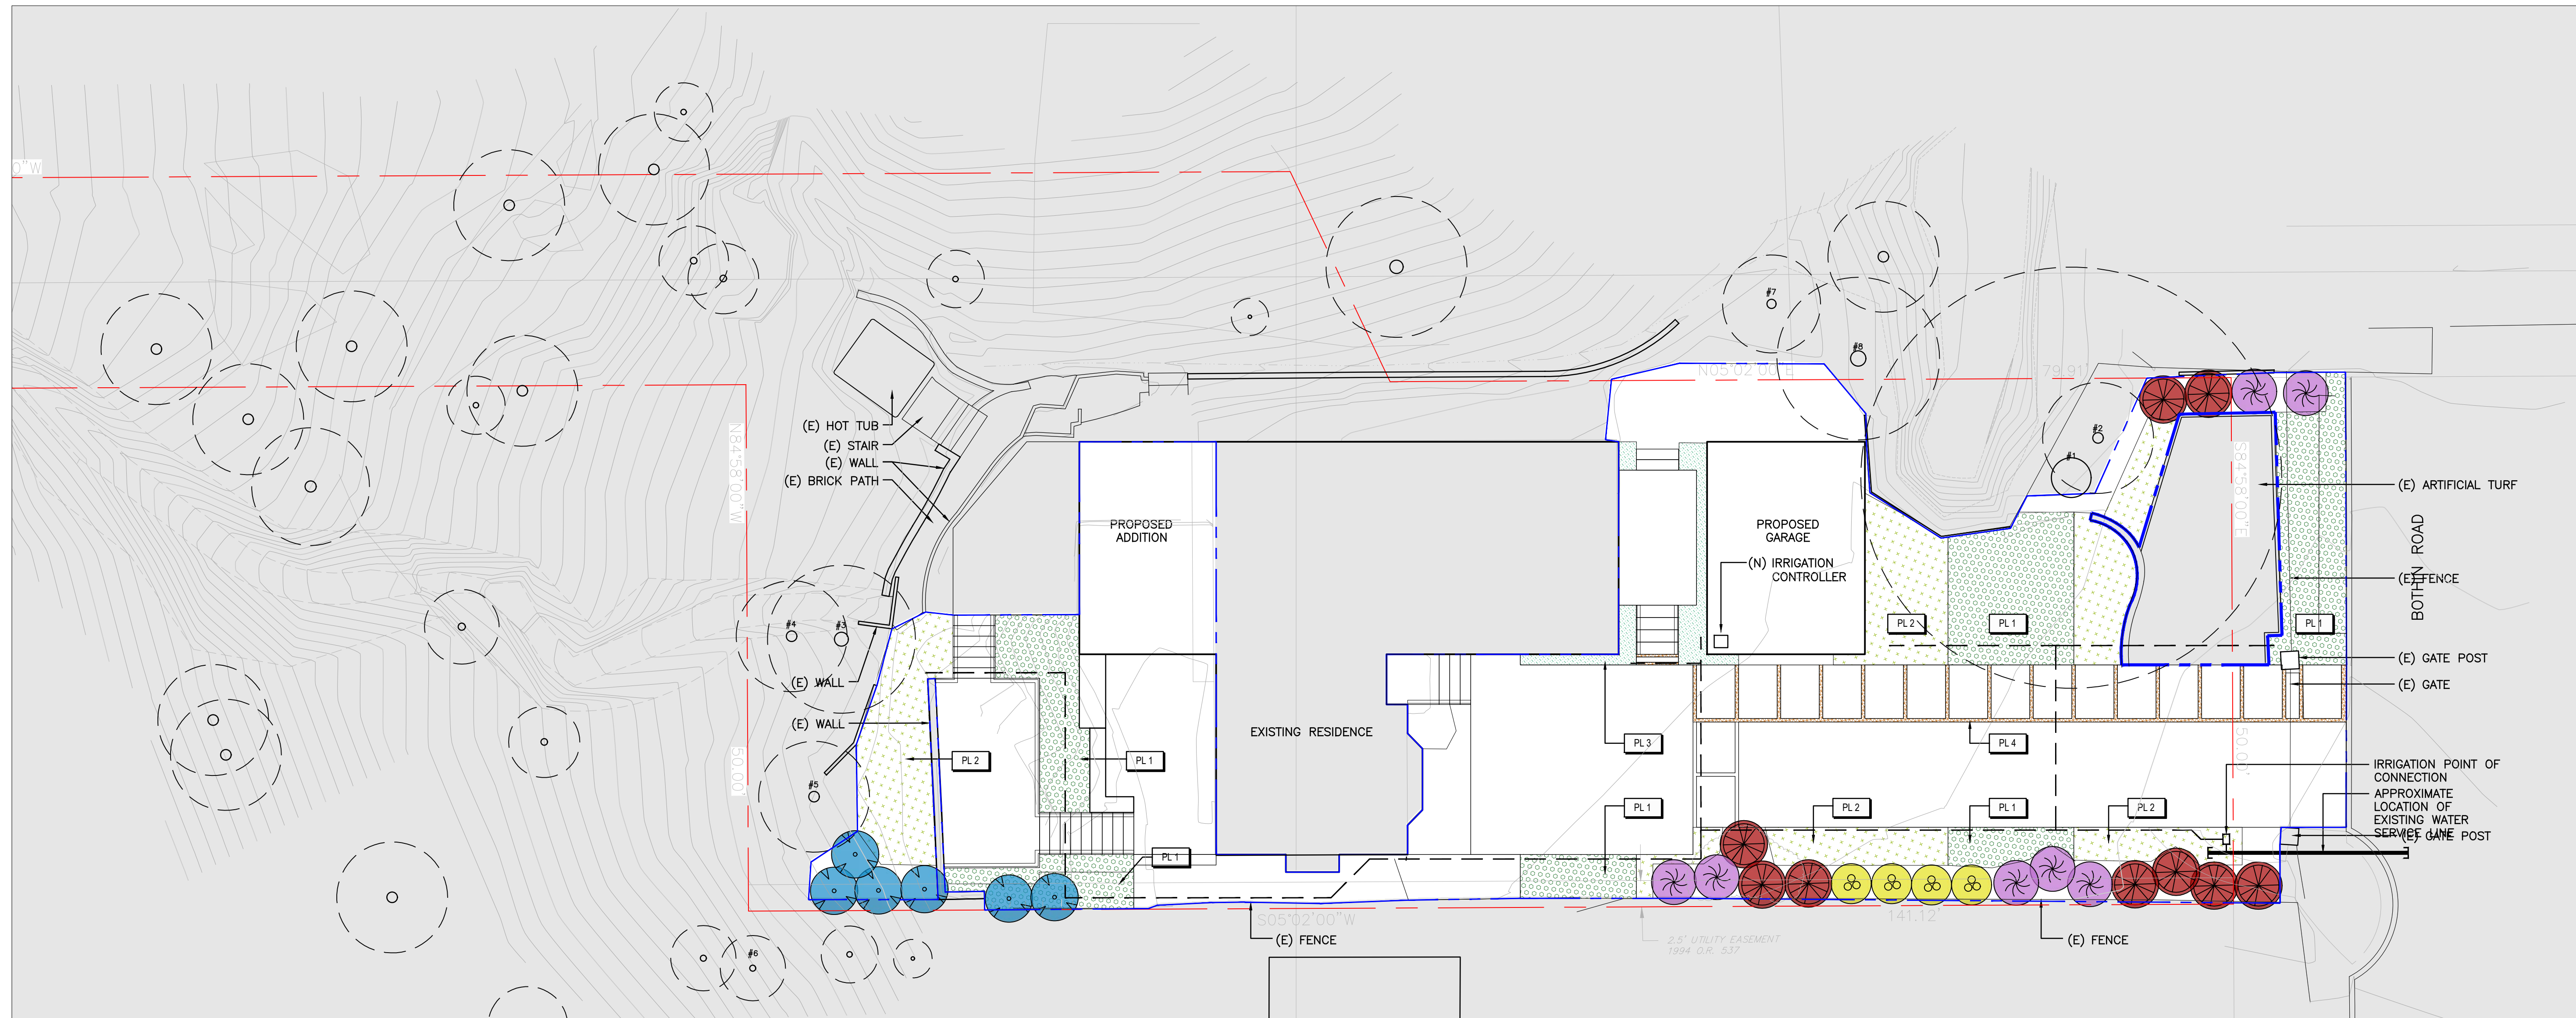 0"W
#7
#8
N05°02'00"E
79.91'
(E) HOT TUB
(E) STAIR
(E) WALL
(E) BRICK PATH
N84°58'00"W
#2
#1
S84°58'00"E
(E) ARTIFICIAL TURF
PROPOSED
ADDITION
PROPOSED
GARAGE
(N) IRRIGATION
CONTROLLER
(E) FENCE
BOTHIN ROAD
#4
#3
PL 2
PL 1
PL 1
(E) WALL
(E) GATE POST
(E) GATE
(E) WALL
EXISTING RESIDENCE
PL 3
PL 4
50.00'
50.00'
PL 2
PL 1
IRRIGATION POINT OF
CONNECTION
#5
PL 1
PL 2
PL 1
PL 2
APPROXIMATE
LOCATION OF
EXISTING WATER
SERVICE LINE
(E) GATE POST
PL 1
S05°02'00"W
141.12'
(E) FENCE
2.5' UTILITY EASEMENT
1994 O.R. 537
(E) FENCE
#6